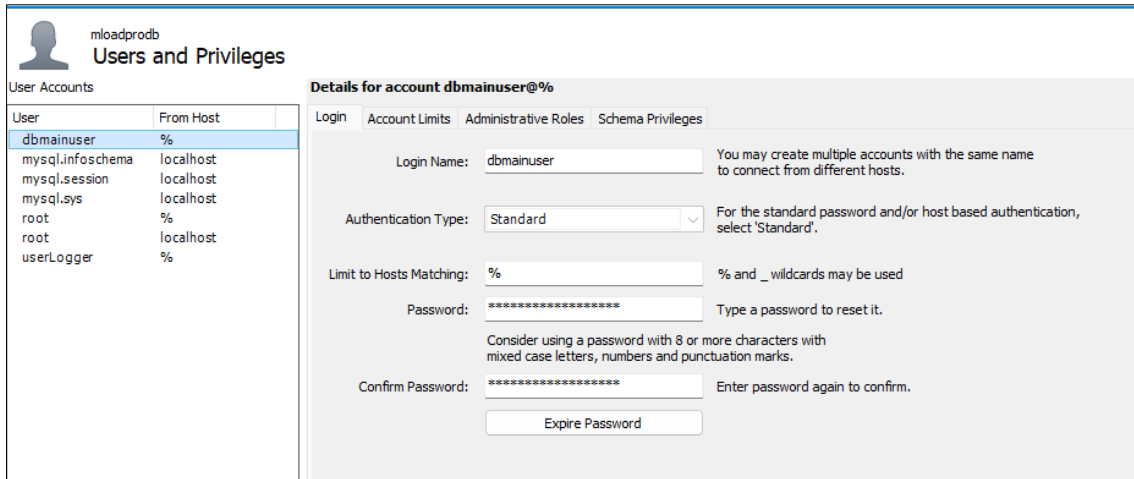 mloadprodb
Users and Privileges
User Accounts
User From Host
dbmainuser %
mysql.infoschema localhost
mysql.session localhost
mysql.sys localhost
root %
root localhost
userLogger %
Details for account dbmainuser@%
Login Account Limits Administrative Roles Schema Privileges
Login Name: dbmainuser You may create multiple accounts with the same name
to connect from different hosts.
Authentication Type: Standard For the standard password and/or host based authentication,
select 'Standard'.
Limit to Hosts Matching: % % and _ wildcards may be used
Password: ****************** Type a password to reset it.
Consider using a password with 8 or more characters with
mixed case letters, numbers and punctuation marks.
Confirm Password: ****************** Enter password again to confirm.
Expire Password